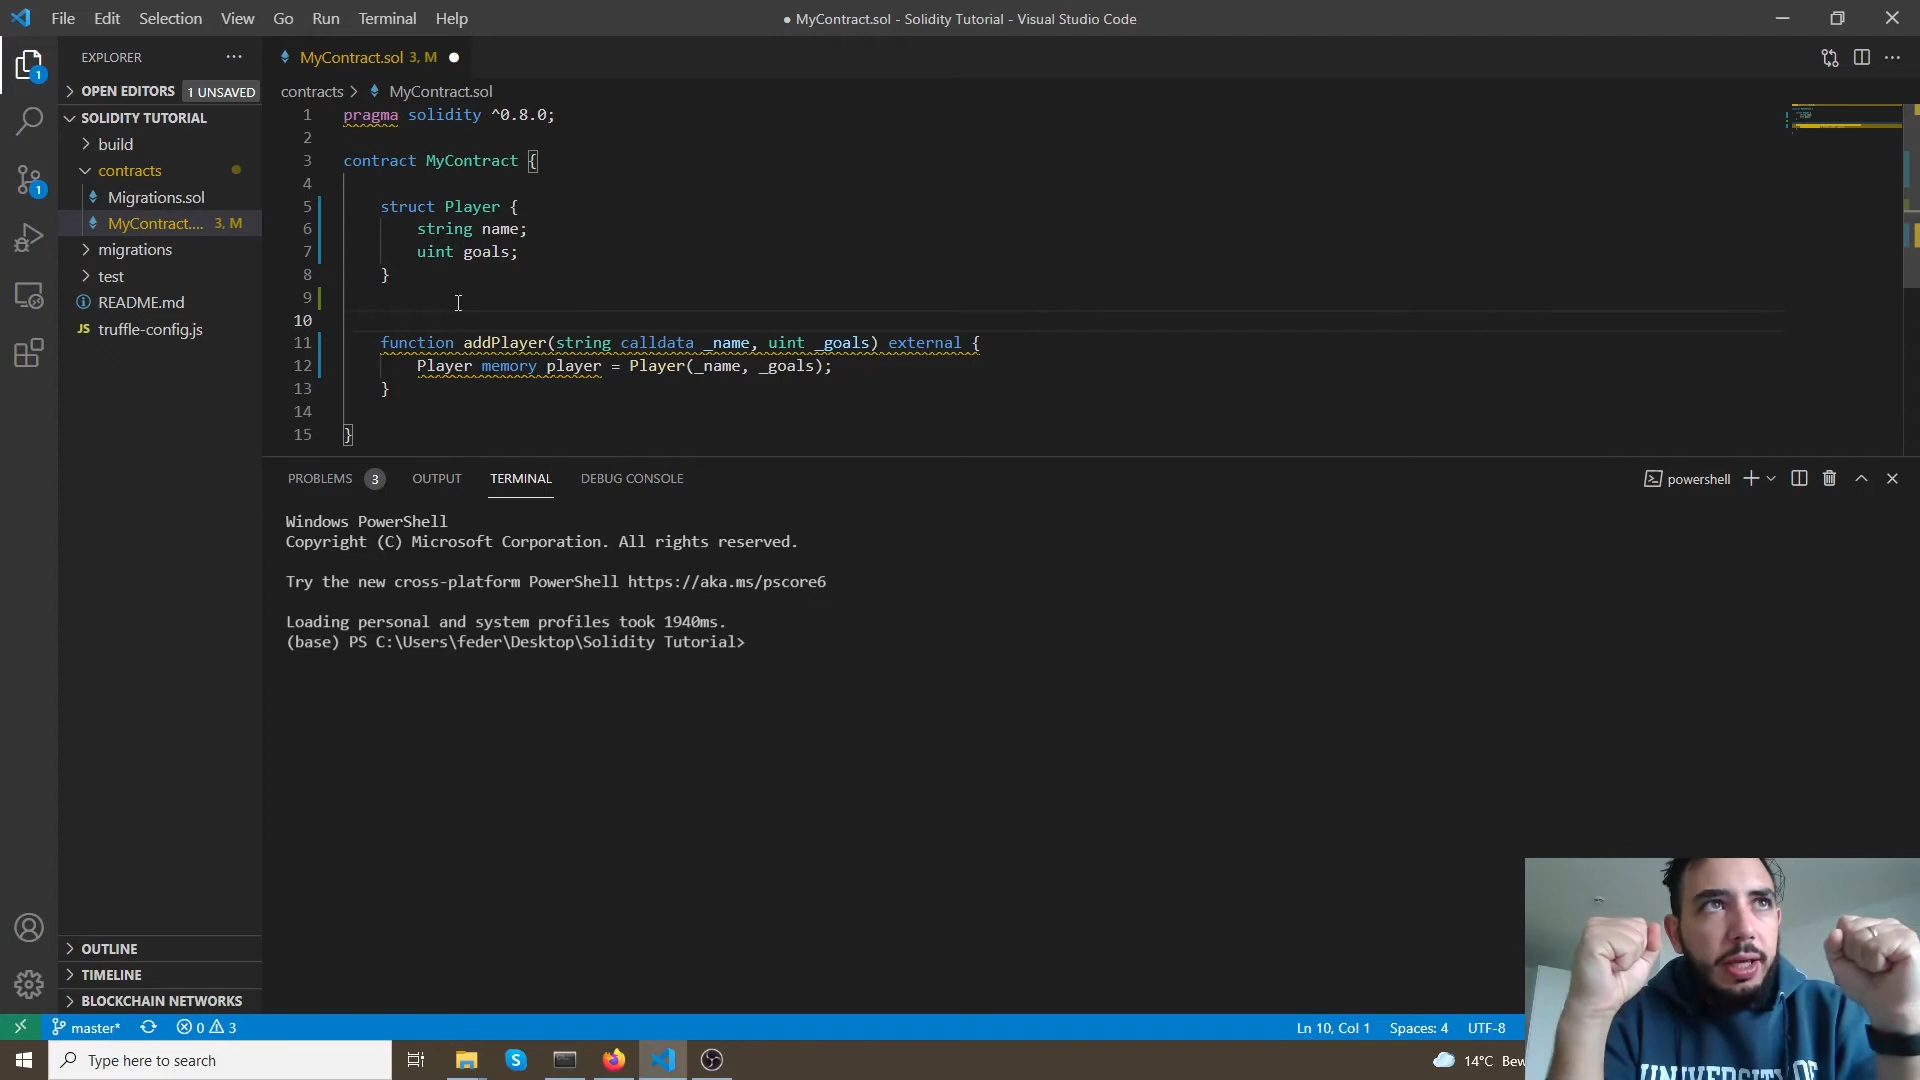 File Edit Selection View Go Run Terminal Help
● MyContract.sol - Solidity Tutorial - Visual Studio Code
EXPLORER
MyContract.sol 3, M
OPEN EDITORS 1 UNSAVED
contracts > MyContract.sol
SOLIDITY TUTORIAL
build
contracts
Migrations.sol
MyContract.... 3, M
migrations
test
README.md
JS truffle-config.js
1 pragma solidity ^0.8.0;
2
3 contract MyContract {
4
5 struct Player {
6 string name;
7 uint goals;
8 }
9
10
11 function addPlayer(string calldata _name, uint _goals) external {
12 Player memory player = Player(_name, _goals);
13 }
14
15 }
PROBLEMS 3 OUTPUT TERMINAL DEBUG CONSOLE
powershell
Windows PowerShell
Copyright (C) Microsoft Corporation. All rights reserved.
Try the new cross-platform PowerShell https://aka.ms/pscore6
Loading personal and system profiles took 1940ms.
(base) PS C:\Users\feder\Desktop\Solidity Tutorial>
OUTLINE
TIMELINE
BLOCKCHAIN NETWORKS
master* 0 3
Ln 10, Col 1 Spaces: 4 UTF-8
Type here to search
14°C Bew
UNIVERSITY OF
1
1